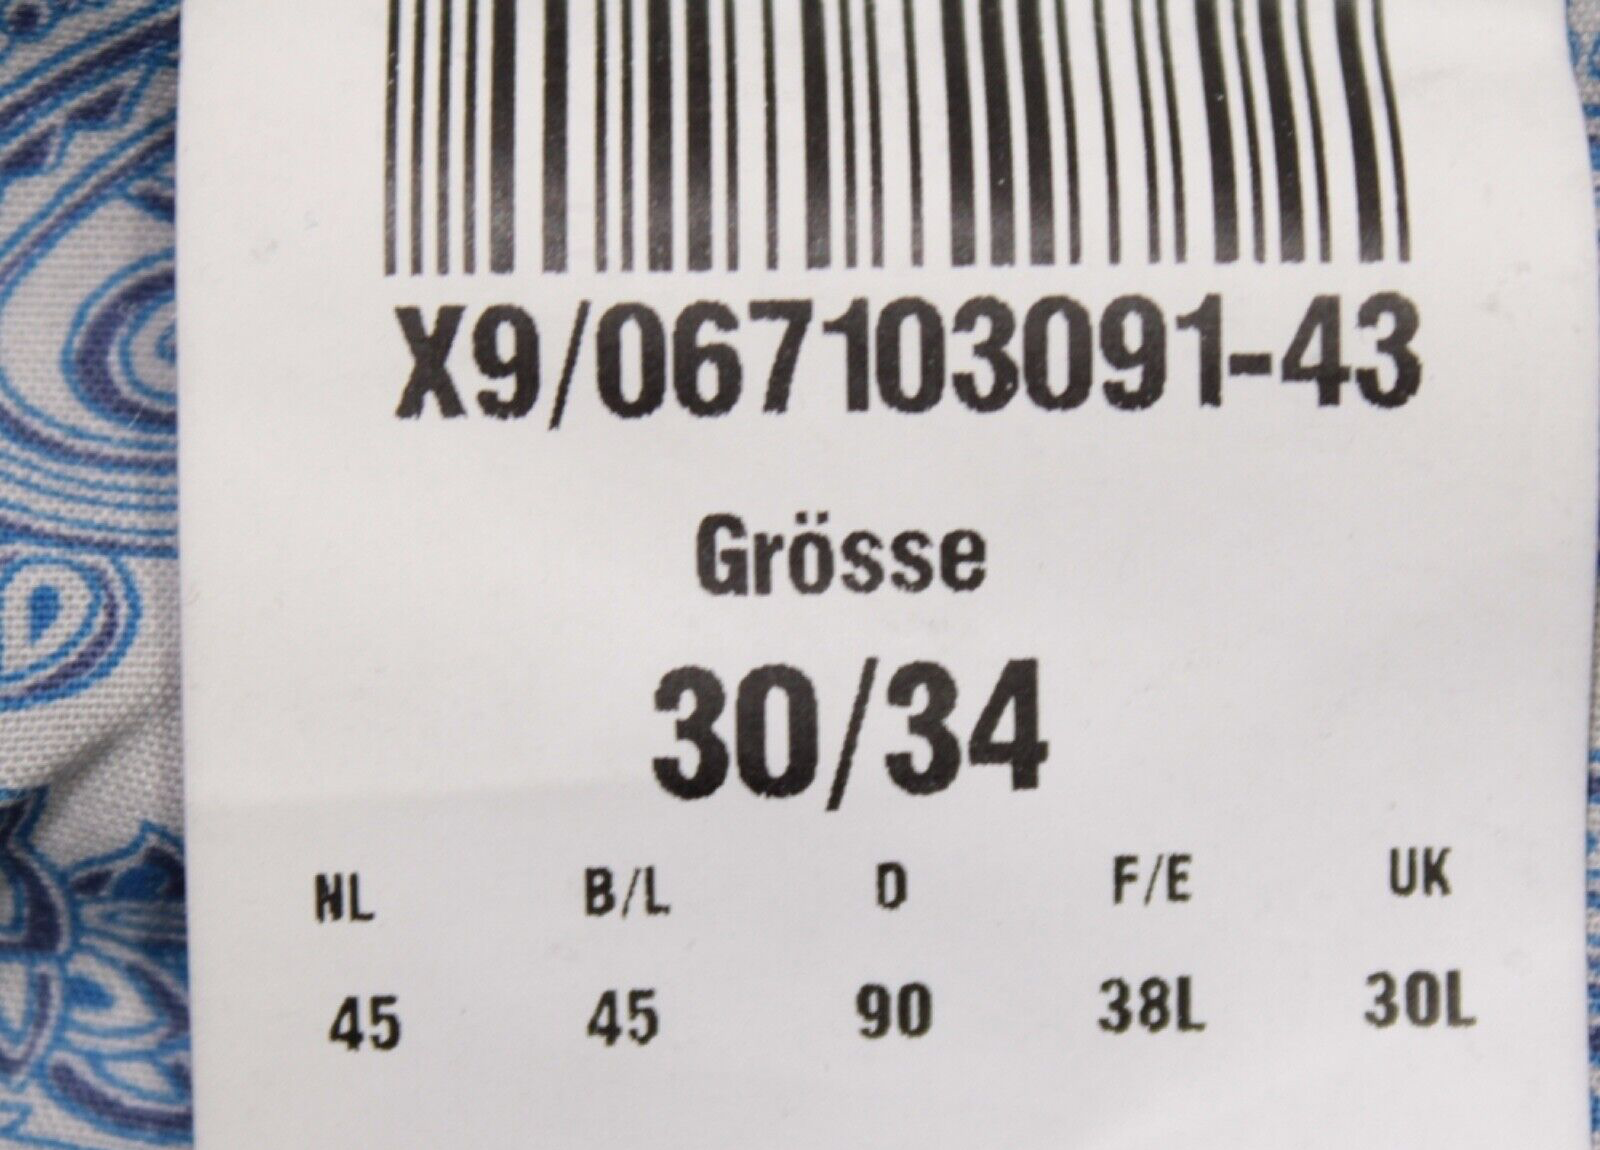 X9/067103091-43
Grösse
30/34
NL B/L D F/E UK
45 45 90 38L 30L